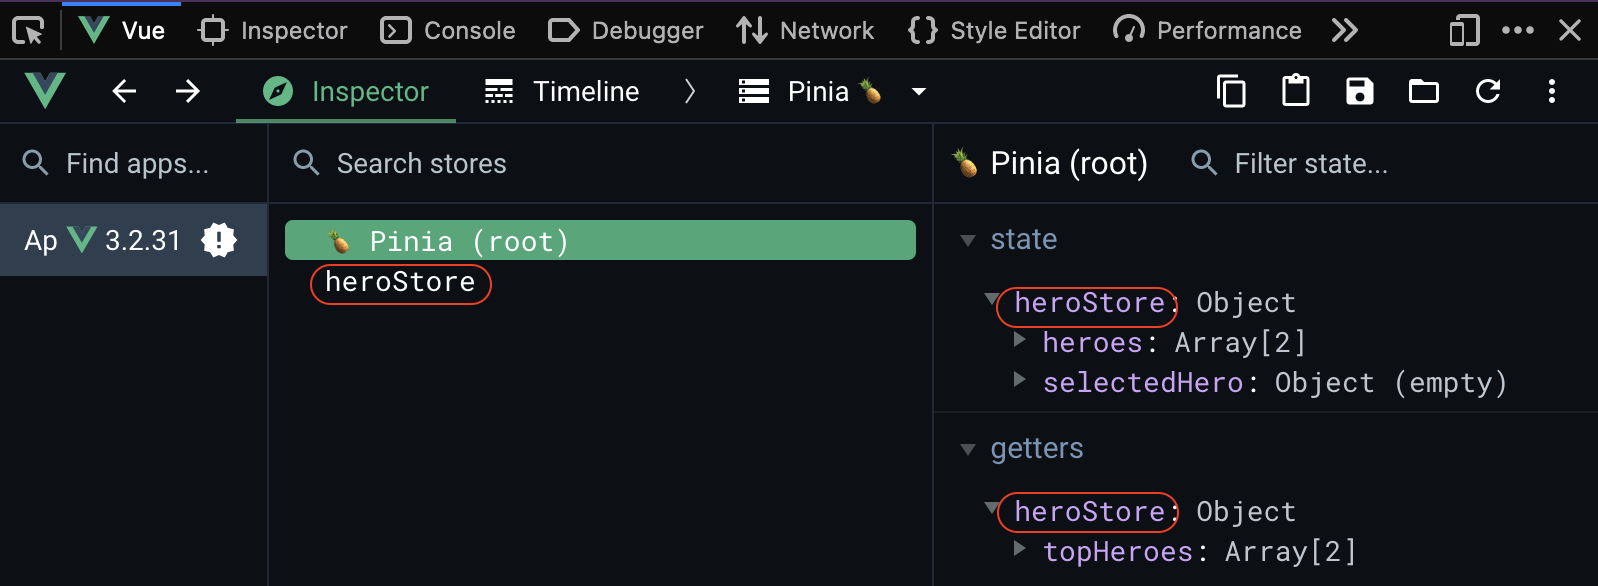 Vue Inspector Console Debugger Network {} Style Editor Performance
Inspector Timeline Pinia
Find apps... Search stores Pinia (root) Filter state...
Ap 3.2.31
Pinia (root)
heroStore
state
heroStore: Object
heroes: Array[2]
selectedHero: Object (empty)
getters
heroStore: Object
topHeroes: Array[2]